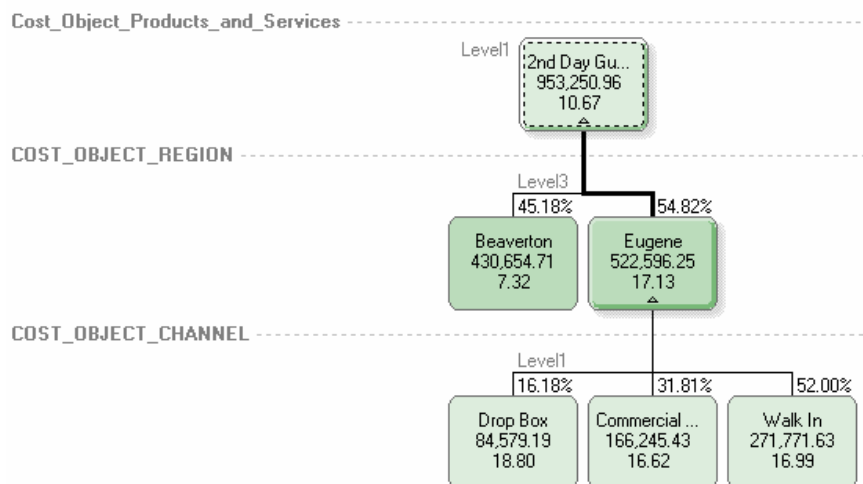 Cost_Object_Products_and_Services
Level1
2nd Day Gu...
953,250.96
10.67
COST_OBJECT_REGION
Level3
45.18%
54.82%
Beaverton
430,654.71
7.32
Eugene
522,596.25
17.13
COST_OBJECT_CHANNEL
Level1
16.18%
31.81%
52.00%
Drop Box
84,579.19
18.80
Commercial ...
166,245.43
16.62
Walk In
271,771.63
16.99